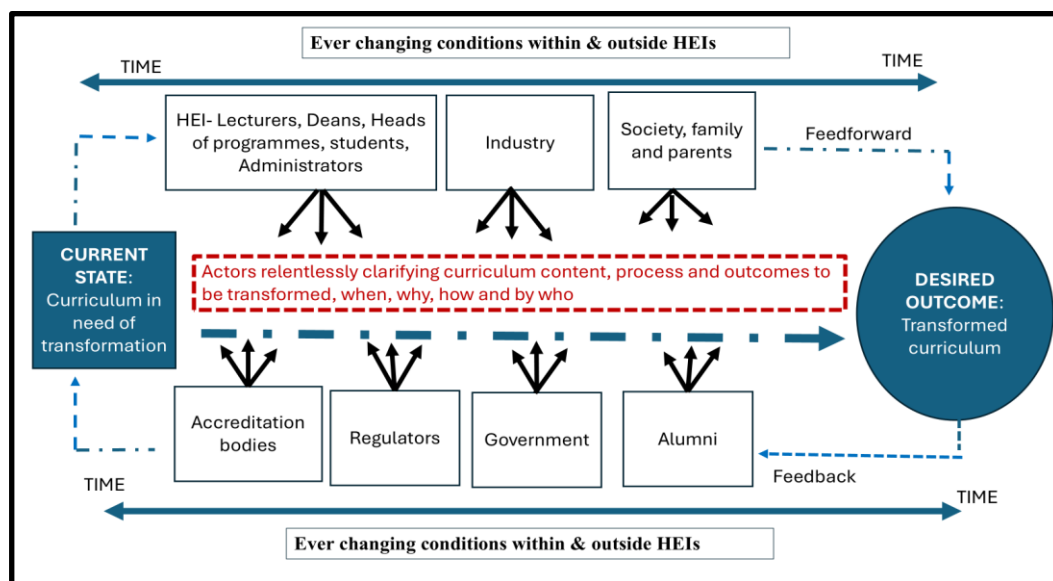 Ever changing conditions within & outside HEIs
TIME
TIME
HEI- Lecturers, Deans, Heads
of programmes, students,
Administrators
Industry
Society, family
and parents
Feedforward
CURRENT
STATE:
Curriculum in
need of
transformation
Actors relentlessly clarifying curriculum content, process and outcomes to
be transformed, when, why, how and by who
DESIRED
OUTCOME:
Transformed
curriculum
Accreditation
bodies
Regulators
Government
Alumni
Feedback
TIME
TIME
Ever changing conditions within & outside HEIs